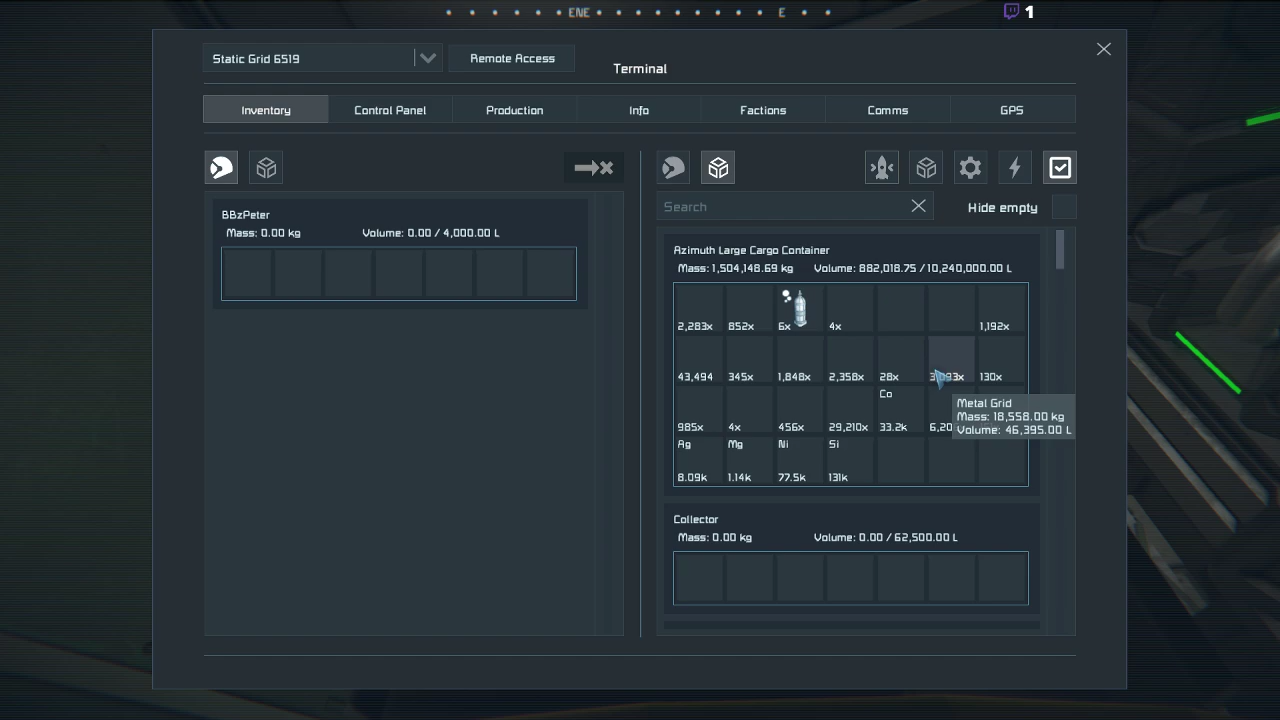 ENE E 1
Static Grid 6519 Remote Access
Terminal
Inventory Control Panel Production Info Factions Comms GPS
BBzPeter
Mass: 0.00 kg Volume: 0.00 / 4,000.00 L
Search Hide empty
Azimuth Large Cargo Container
Mass: 1,504,148.69 kg Volume: 882,018.75 / 10,240,000.00 L
2,283x 852x 6x 4x 1,192x
43,494 345x 1,848x 2,358x 28x 3,093x 130x
Co
985x 4x 456x 29,210x 33.2k 6,20
Metal Grid
Mass: 18,558.00 kg
Volume: 46,395.00 L
Ag Mg Ni Si
8.09k 1.14k 77.5k 131k
Collector
Mass: 0.00 kg Volume: 0.00 / 62,500.00 L